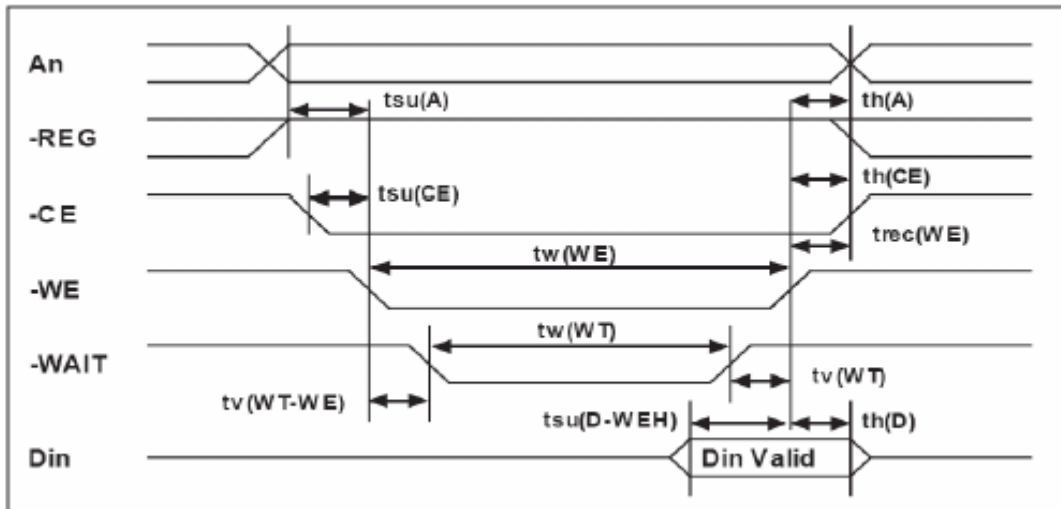 An
tsu(A) th(A)
-REG
tsu(CE) th(CE)
-CE
trec(WE)
tw(WE)
-WE
tw(WT)
-WAIT
tv(WT-WE) tv(WT)
tsu(D-WEH) th(D)
Din Din Valid